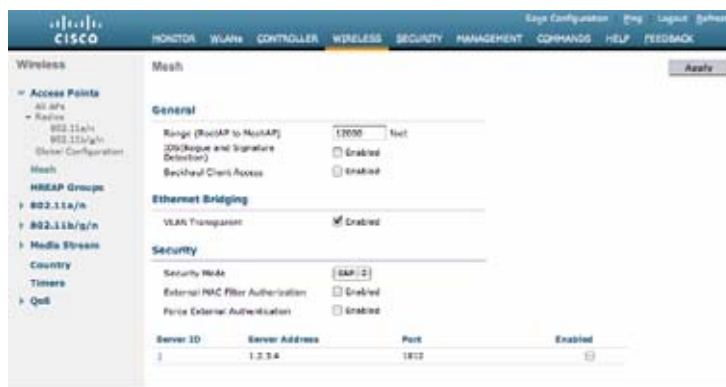 Save Configuration Ping Logout Refresh
CISCO
MONITOR WLANs CONTROLLER WIRELESS SECURITY MANAGEMENT COMMANDS HELP FEEDBACK
Wireless
Access Points
All APs
Radios
802.11a/n
802.11b/g/n
Global Configuration
Mesh
HREAP Groups
802.11a/n
802.11b/g/n
Media Stream
Country
Timers
QoS
Mesh
Apply
General
Range (RootAP to MeshAP) 12000 feet
IDS(Rogue and Signature Detection) Enabled
Backhaul Client Access Enabled
Ethernet Bridging
VLAN Transparent Enabled
Security
Security Mode EAP
External MAC Filter Authorization Enabled
Force External Authentication Enabled
Server ID Server Address Port Enabled
1 1.2.3.4 1812